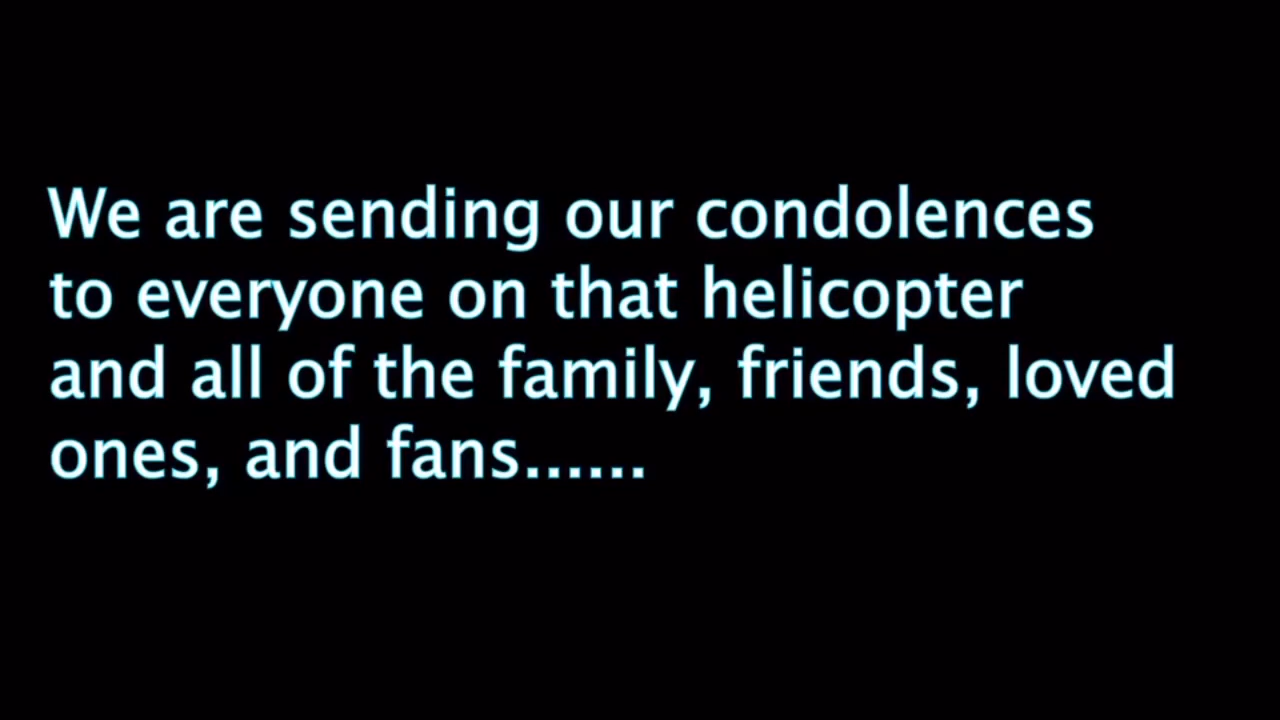 We are sending our condolences
to everyone on that helicopter
and all of the family, friends, loved
ones, and fans......